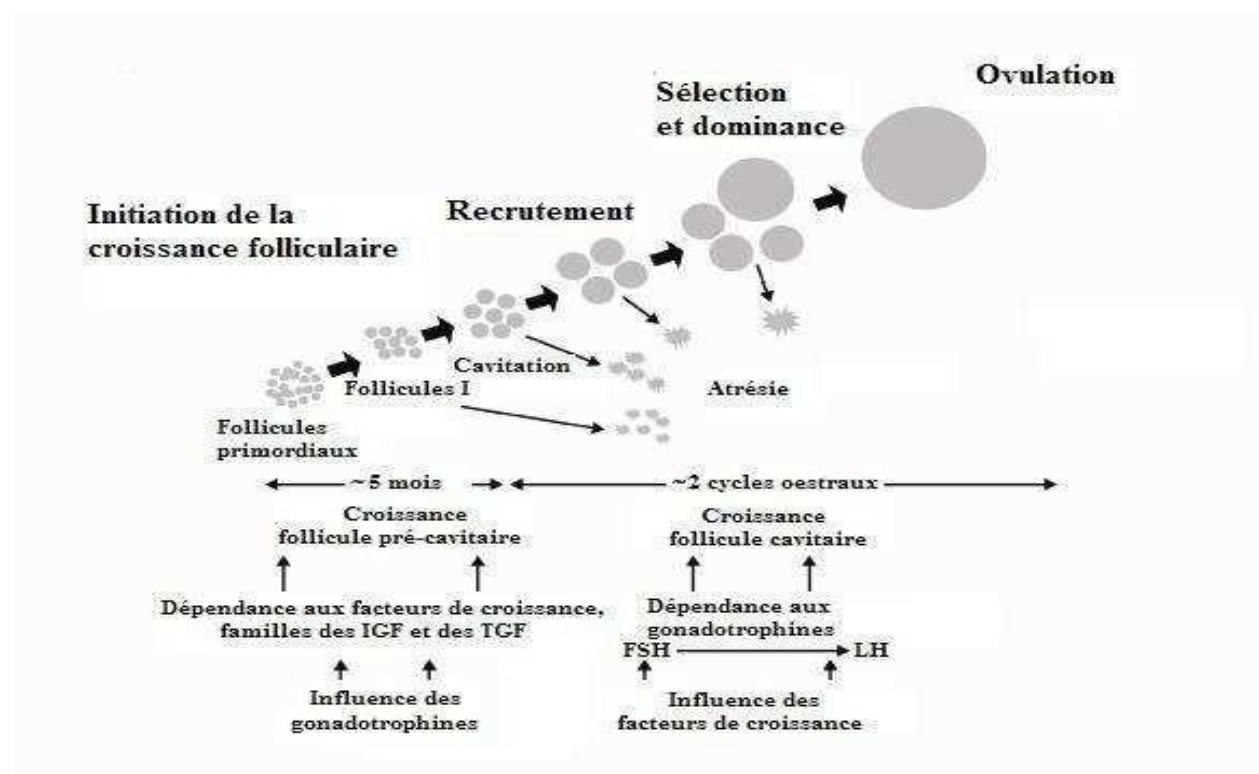 Ovulation
Sélection
et dominance
Recrutement
Initiation de la
croissance folliculaire
Cavitation
Follicules I
Atrésie
Follicules
primordiaux
~5 mois
~2 cycles oestraux
Croissance
follicule pré-cavitaire
Croissance
follicule cavitaire
Dépendance aux facteurs de croissance,
familles des IGF et des TGF
Dépendance aux
gonadotrophines
FSH
LH
Influence des
gonadotrophines
Influence des
facteurs de croissance